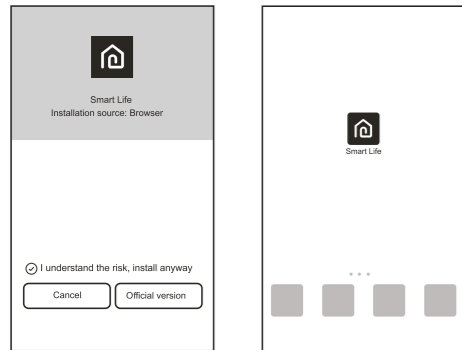 Smart Life
Installation source: Browser
I understand the risk, install anyway
Cancel
Official version
Smart Life